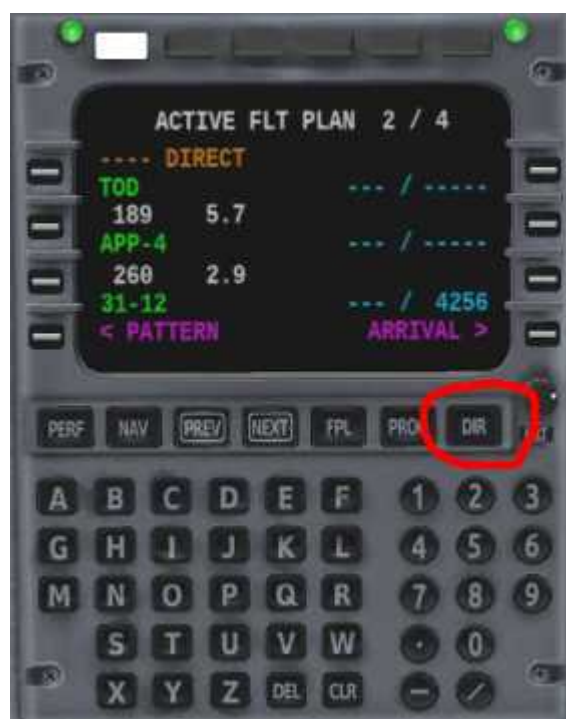 ACTIVE FLT PLAN 2 / 4
---- DIRECT
TOD --- / -----
189 5.7
APP-4 --- / -----
260 2.9
31-12 --- / 4256
< PATTERN ARRIVAL >
PERF NAV PREV NEXT FPL PROG DIR
A B C D E F 1 2 3
G H I J K L 4 5 6
M N O P Q R 7 8 9
S T U V W · 0
X Y Z DEL CLR - /